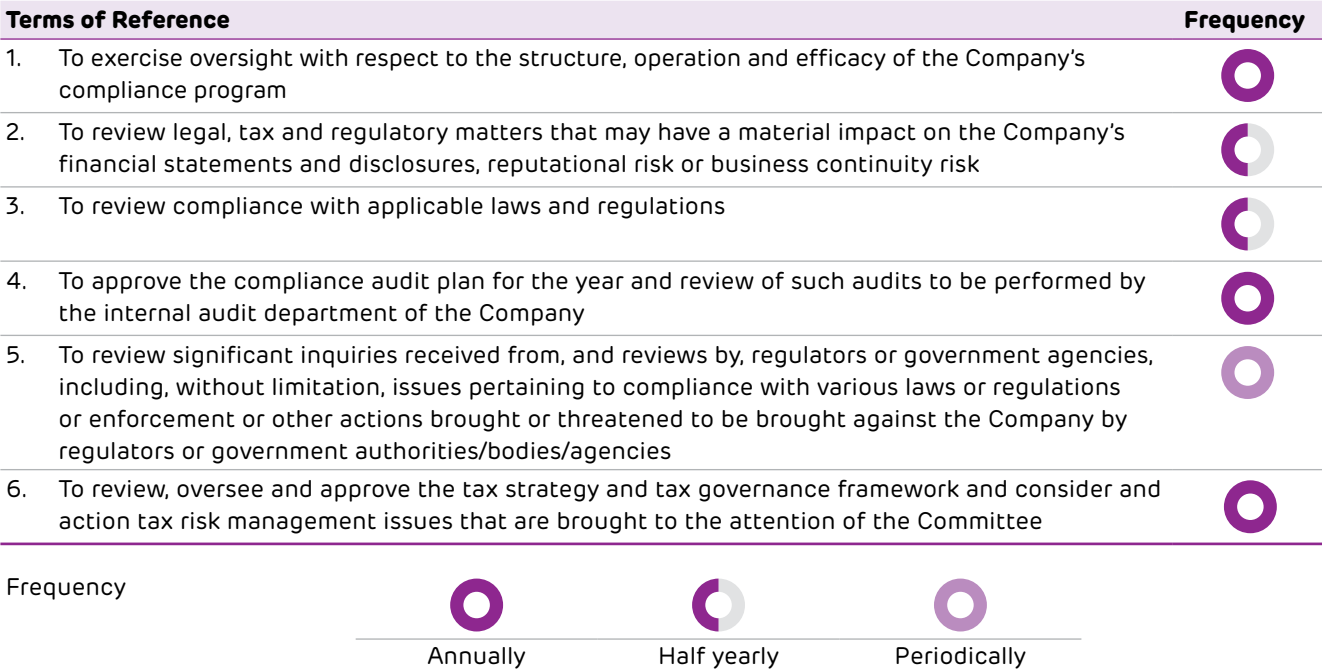 Terms of Reference Frequency
1. To exercise oversight with respect to the structure, operation and efficacy of the Company's
compliance program
2. To review legal, tax and regulatory matters that may have a material impact on the Company's
financial statements and disclosures, reputational risk or business continuity risk
3. To review compliance with applicable laws and regulations
4. To approve the compliance audit plan for the year and review of such audits to be performed by
the internal audit department of the Company
5. To review significant inquiries received from, and reviews by, regulators or government agencies,
including, without limitation, issues pertaining to compliance with various laws or regulations
or enforcement or other actions brought or threatened to be brought against the Company by
regulators or government authorities/bodies/agencies
6. To review, oversee and approve the tax strategy and tax governance framework and consider and
action tax risk management issues that are brought to the attention of the Committee
Frequency
Annually Half yearly Periodically